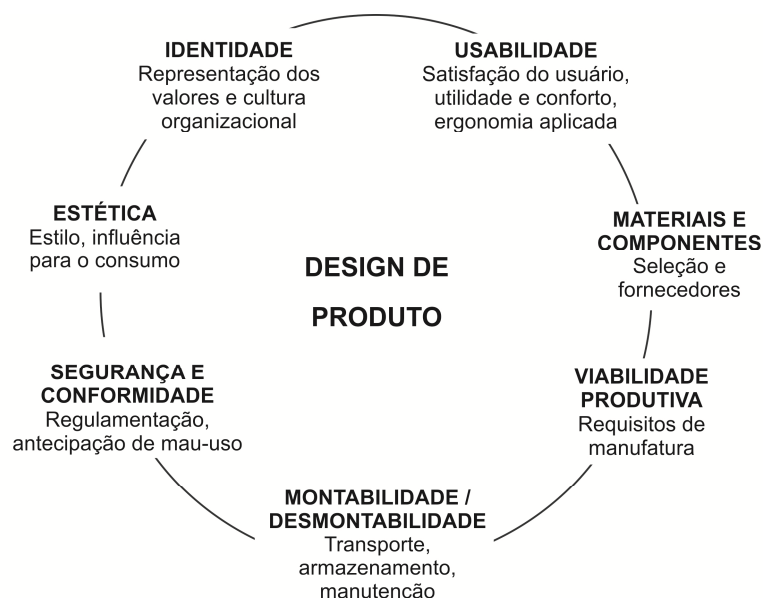 IDENTIDADE
Representação dos
valores e cultura
organizacional
USABILIDADE
Satisfação do usuário,
utilidade e conforto,
ergonomia aplicada
ESTÉTICA
Estilo, influência
para o consumo
MATERIAIS E
COMPONENTES
Seleção e
fornecedores
DESIGN DE
PRODUTO
SEGURANÇA E
CONFORMIDADE
Regulamentação,
antecipação de mau-uso
VIABILIDADE
PRODUTIVA
Requisitos de
manufatura
MONTABILIDADE /
DESMONTABILIDADE
Transporte,
armazenamento,
manutenção